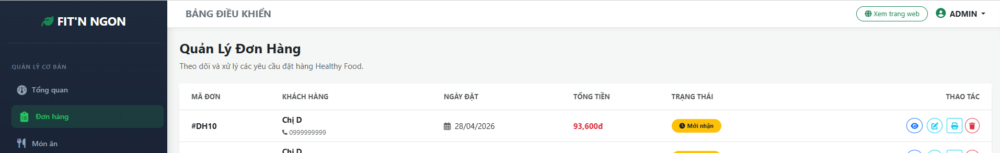 FIT'N NGON
QUẢN LÝ CƠ BẢN
Tổng quan
Đơn hàng
Món ăn
BẢNG ĐIỀU KHIỂN
Xem trang web
ADMIN
Quản Lý Đơn Hàng
Theo dõi và xử lý các yêu cầu đặt hàng Healthy Food.
MÃ ĐƠN KHÁCH HÀNG NGÀY ĐẶT TỔNG TIỀN TRẠNG THÁI THAO TÁC
#DH10 Chị D 28/04/2026 93,600đ Mới nhận
0999999999
Chị D